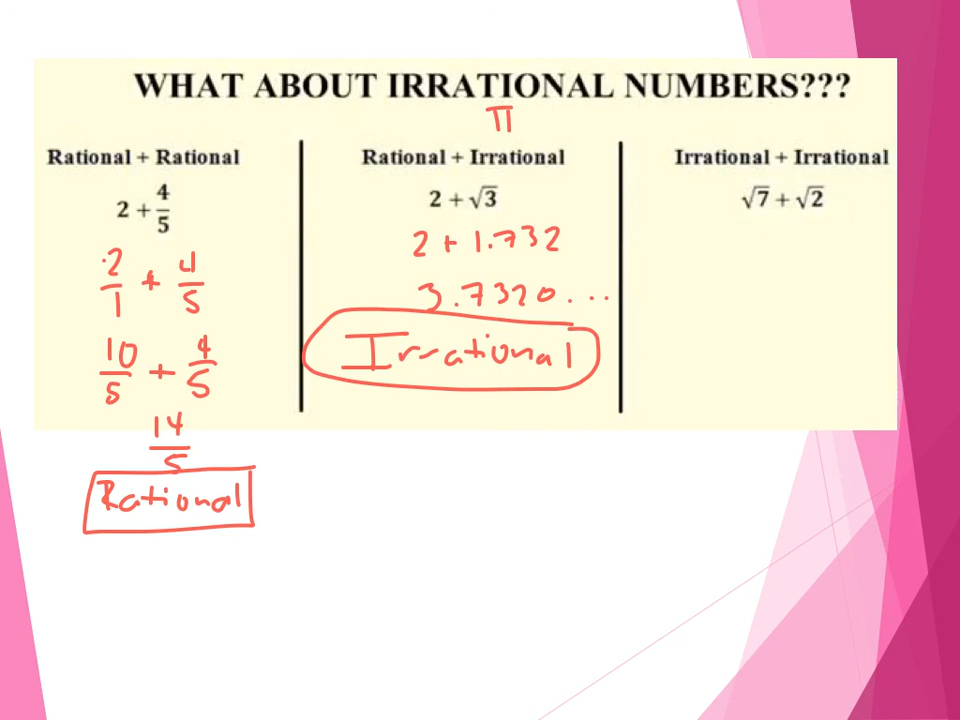 WHAT ABOUT IRRATIONAL NUMBERS???
π
Rational + Rational
2 + 4/5
2/1 + 4/5
10/5 + 4/5
14/5
Rational
Rational + Irrational
2 + √3
2 + 1.732
3.7320...
Irrational
Irrational + Irrational
√7 + √2